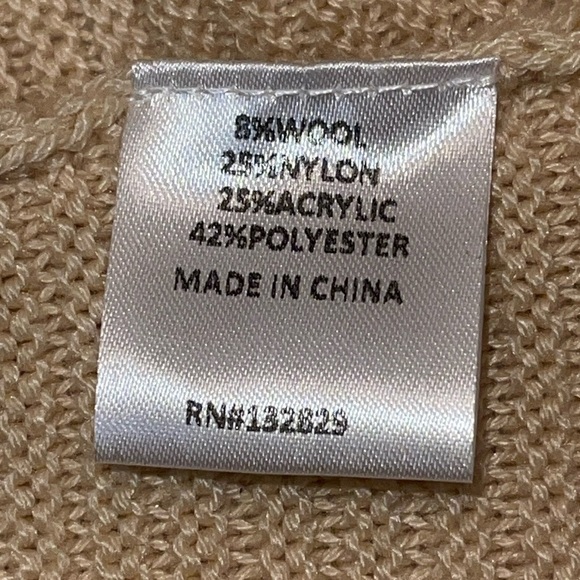 8%WOOL
25%NYLON
25%ACRYLIC
42%POLYESTER
MADE IN CHINA
RN#132829